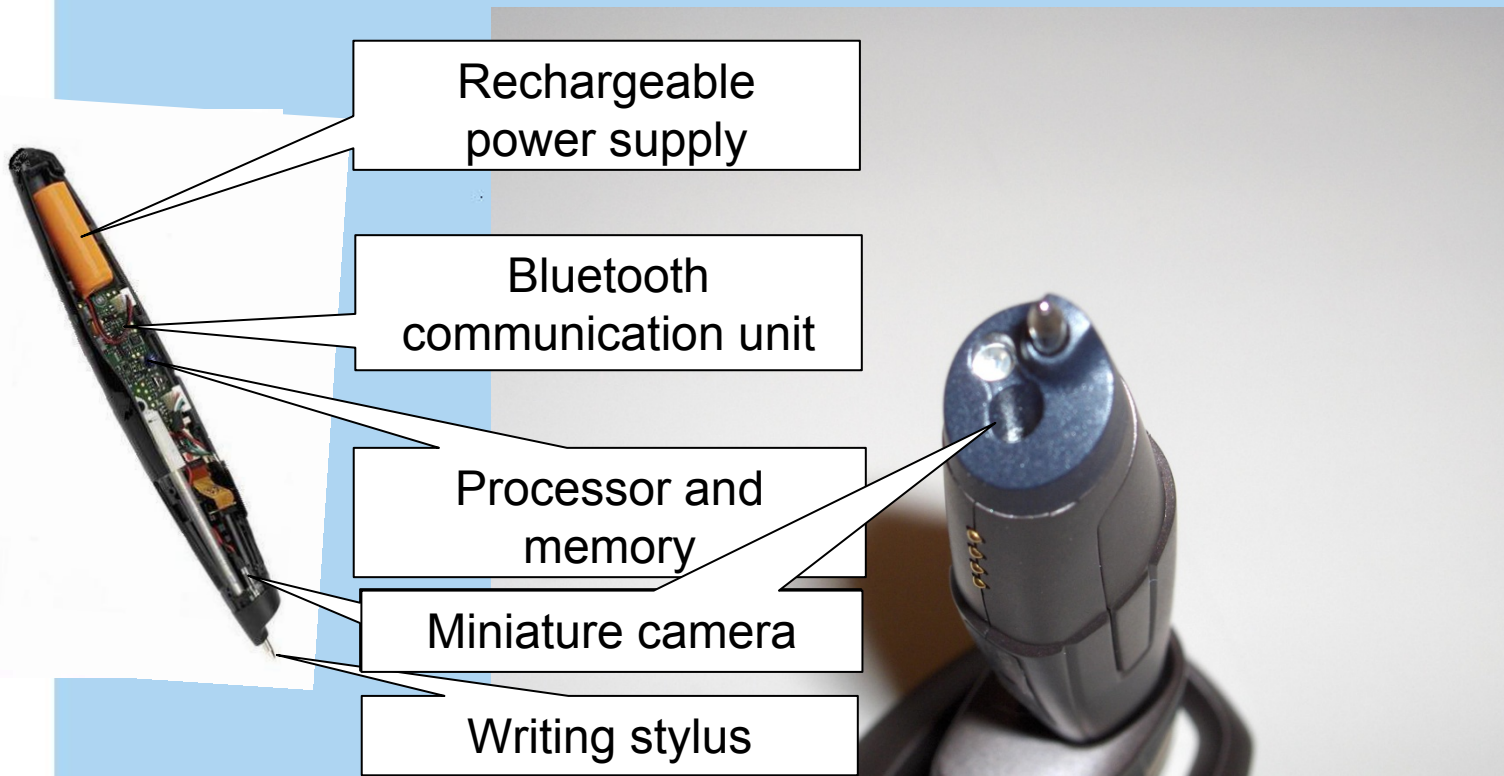 Rechargeable
power supply
Bluetooth
communication unit
Processor and
memory
Miniature camera
Writing stylus